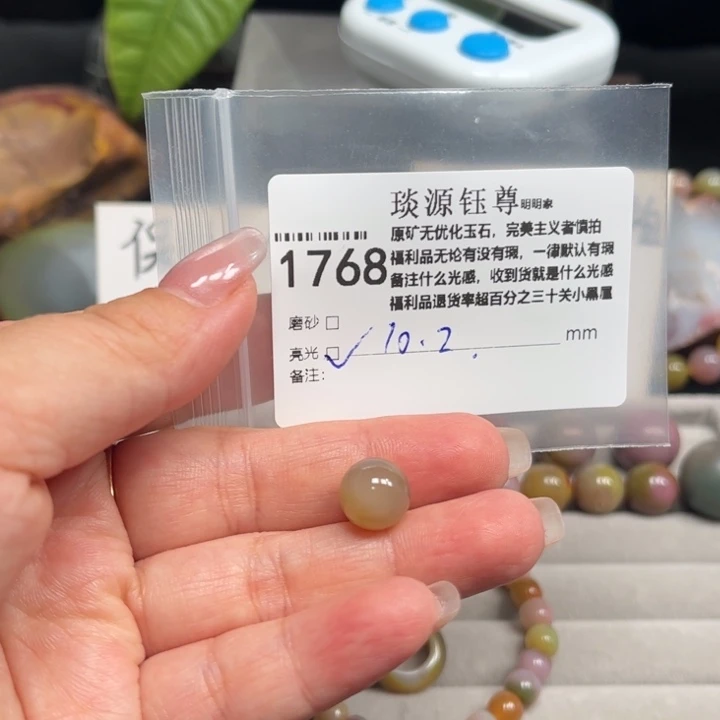 琰源钰尊明明家
原矿无优化玉石，完美主义者慎拍
福利品无论有没有瑕，一律默认有瑕
1768
备注什么光感，收到货就是什么光感
福利品退货率超百分之三十关小黑屋
磨砂 □
亮光 □ ✓ 10.2. mm
备注：